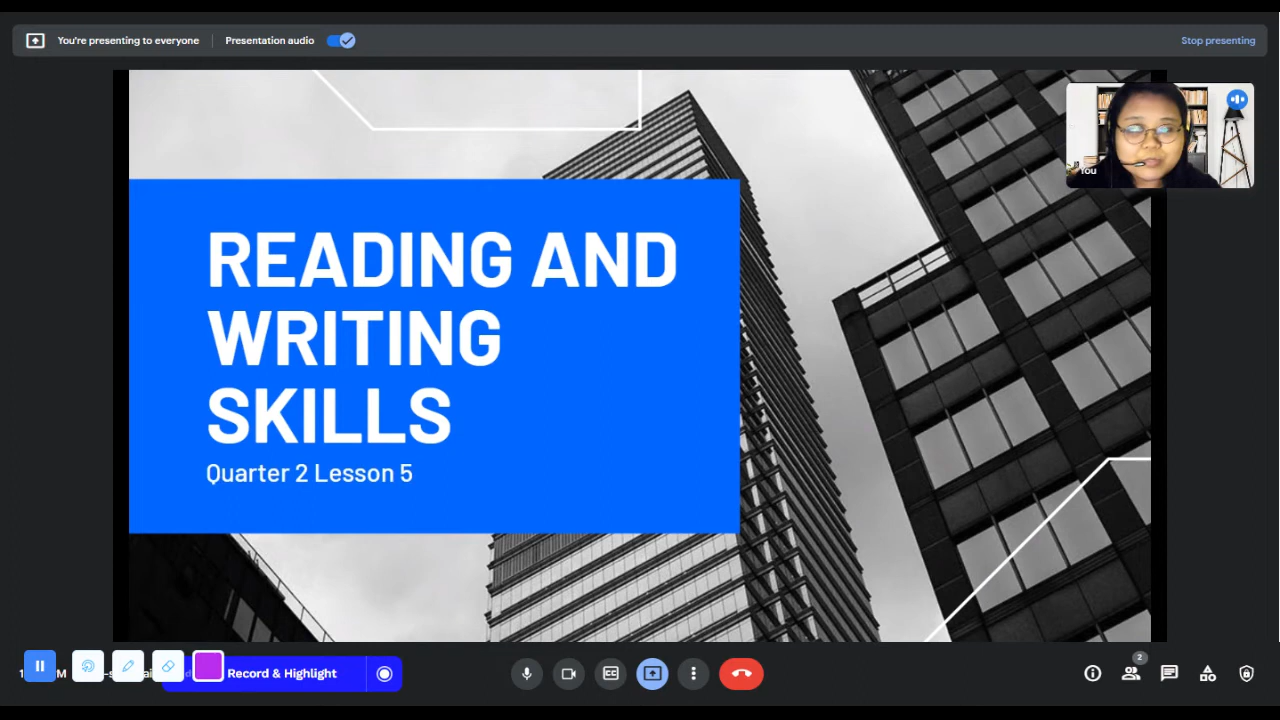 You're presenting to everyone
Presentation audio
Stop presenting
You
READING AND
WRITING
SKILLS
Quarter 2 Lesson 5
Record & Highlight
2